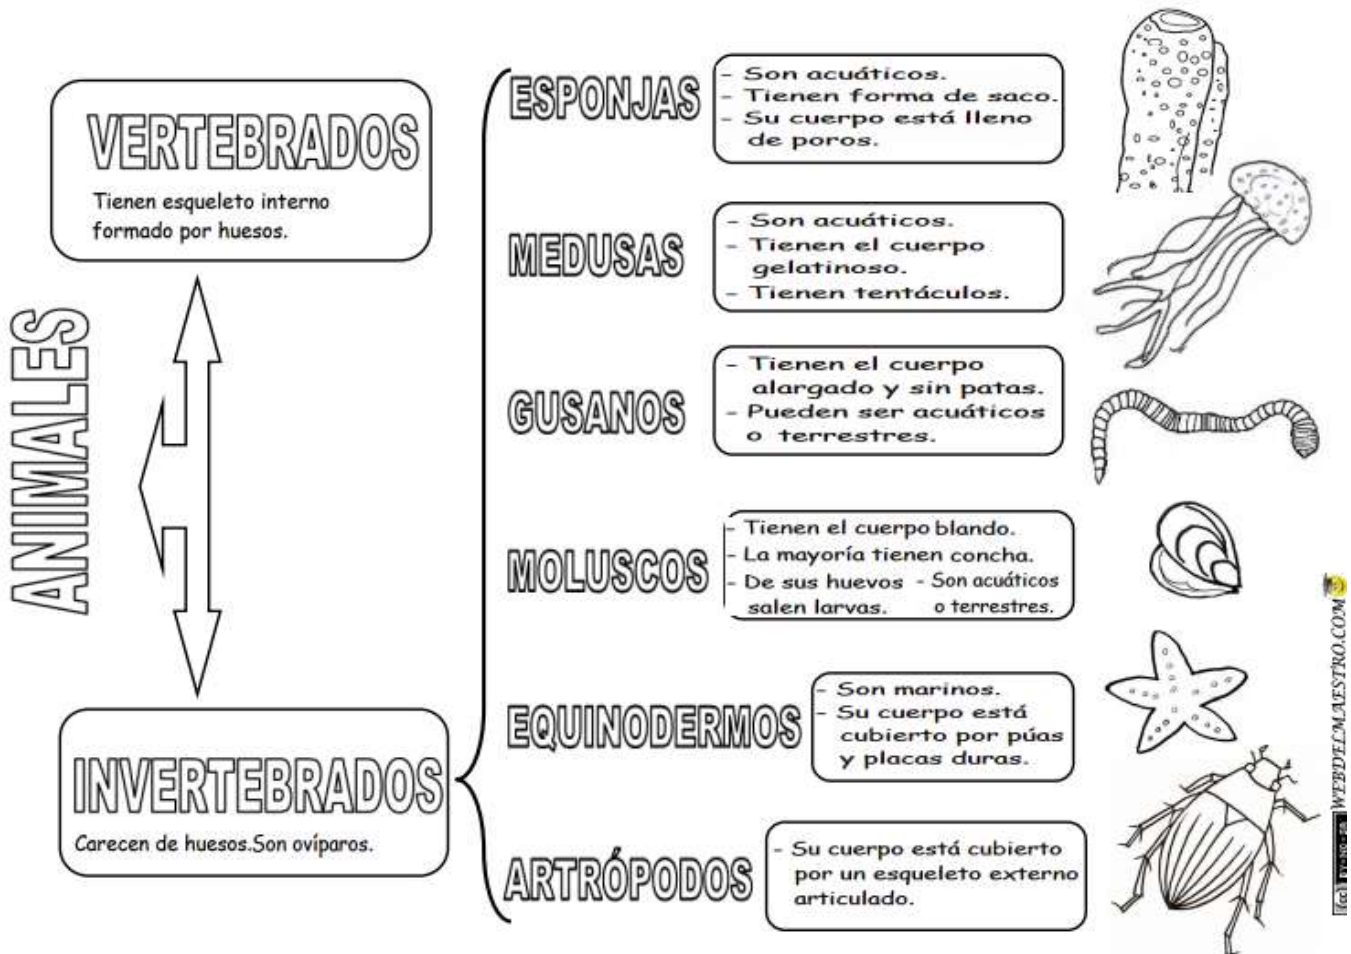 ANIMALES
VERTEBRADOS
Tienen esqueleto interno
formado por huesos.
INVERTEBRADOS
Carecen de huesos.Son ovíparos.
ESPONJAS
- Son acuáticos.
- Tienen forma de saco.
- Su cuerpo está lleno
de poros.
MEDUSAS
- Son acuáticos.
- Tienen el cuerpo
gelatinoso.
- Tienen tentáculos.
GUSANOS
- Tienen el cuerpo
alargado y sin patas.
- Pueden ser acuáticos
o terrestres.
MOLUSCOS
- Tienen el cuerpo blando.
- La mayoría tienen concha.
- De sus huevos
salen larvas.
- Son acuáticos
o terrestres.
EQUINODERMOS
- Son marinos.
- Su cuerpo está
cubierto por púas
y placas duras.
ARTRÓPODOS
- Su cuerpo está cubierto
por un esqueleto externo
articulado.
WEBDELMAESTRO.COM
(cc) BY-NC-SA